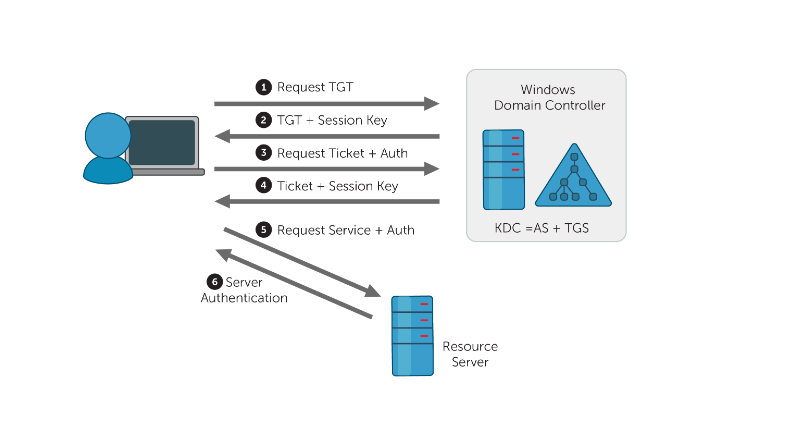 1 Request TGT
2 TGT + Session Key
3 Request Ticket + Auth
4 Ticket + Session Key
5 Request Service + Auth
6 Server
Authentication
Windows
Domain Controller
KDC =AS + TGS
Resource
Server